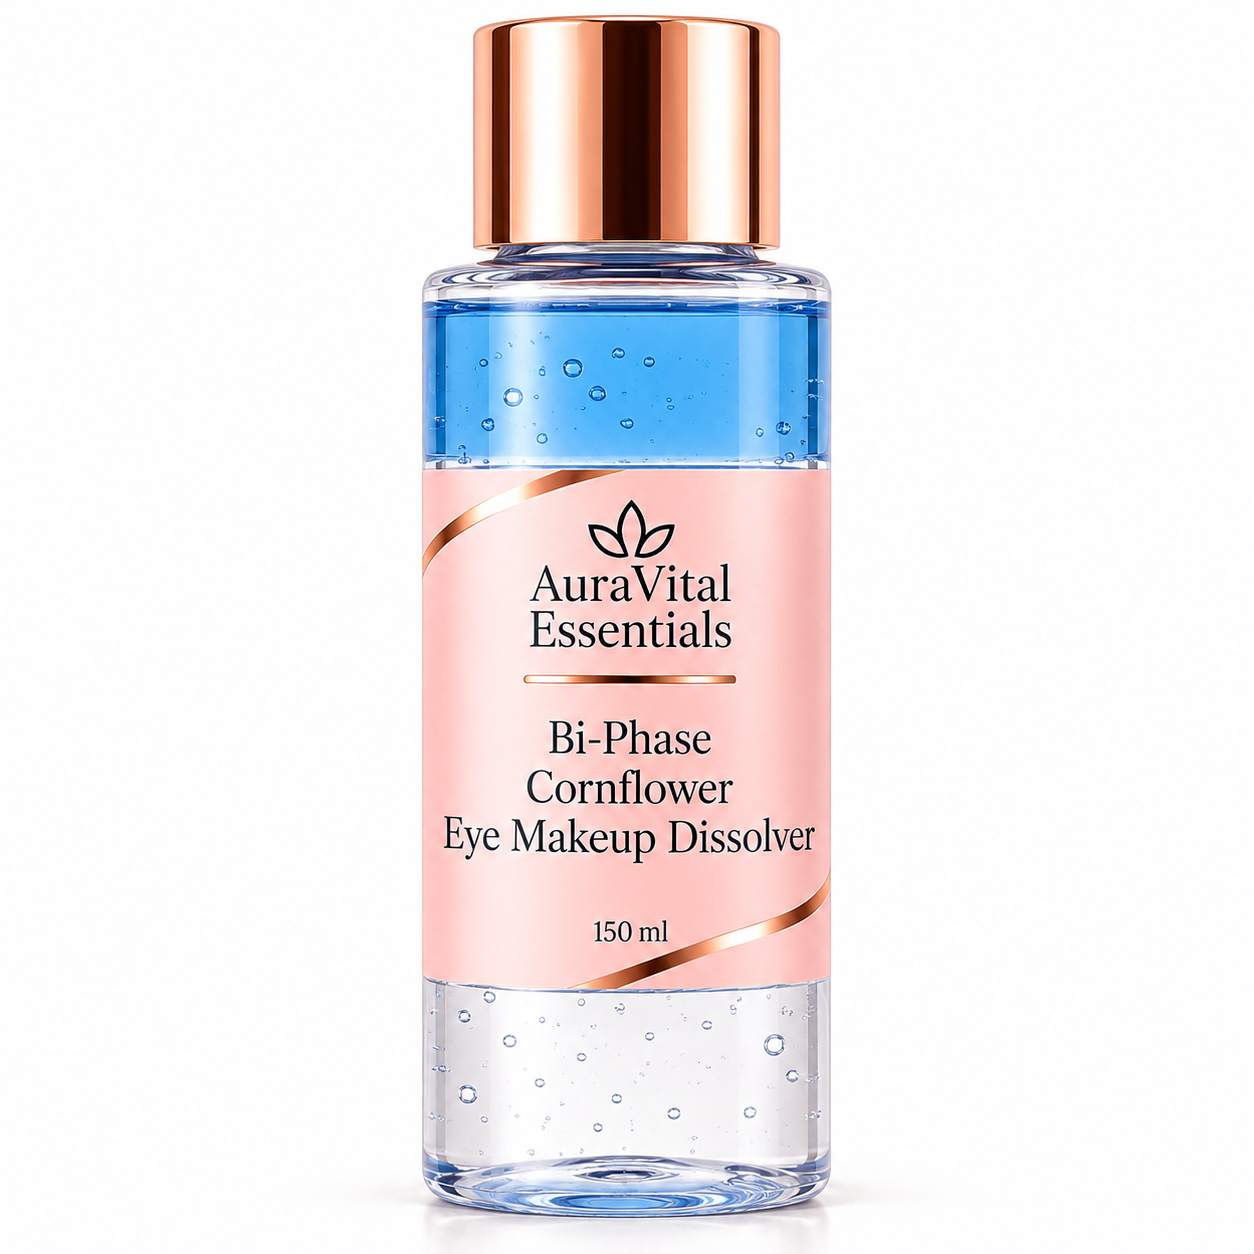 AuraVital
Essentials
Bi-Phase
Cornflower
Eye Makeup Dissolver
150 ml